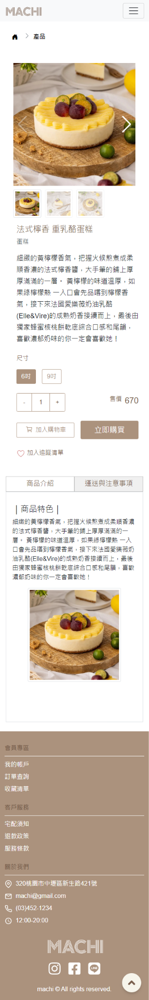 MACHI
產品
法式檸香 重乳酪蛋糕
蛋糕
細緻的黃檸檬香氣，把握火候熬煮成柔
順香濃的法式檸香醬，大手筆的鋪上厚
厚滿滿的一層。 黃檸檬的味道溫厚，如
果綠檸檬熱 一入口會先品嚐到檸檬香
氣，接下來法國愛樂薇奶油乳酪
(Elle&Vire)的成熟奶香接續而上，最後由
獨家蜂蜜核桃餅乾底綜合口感和尾韻，
喜歡濃郁奶味的你一定會喜歡她！
尺寸
6吋 9吋
- 1 + 售價 670
加入購物車 立即購買
加入追蹤清單
商品介紹 運送與注意事項
｜商品特色｜
細緻的黃檸檬香氣，把握火候熬煮成柔順香濃
的法式檸香醬，大手筆的鋪上厚厚滿滿的一
層。 黃檸檬的味道溫厚，如果綠檸檬熱 一入
口會先品嚐到檸檬香氣，接下來法國愛樂薇奶
油乳酪(Elle&Vire)的成熟奶香接續而上，最後
由獨家蜂蜜核桃餅乾底綜合口感和尾韻，喜歡
濃郁奶味的你一定會喜歡她！
會員專區
我的帳戶
訂單查詢
收藏清單
客戶服務
宅配須知
退款政策
服務條款
關於我們
320桃園市中壢區新生路421號
machi@gmail.com
(03)452-1234
12:00-20:00
MACHI
LINE
machi © All rights reserved.